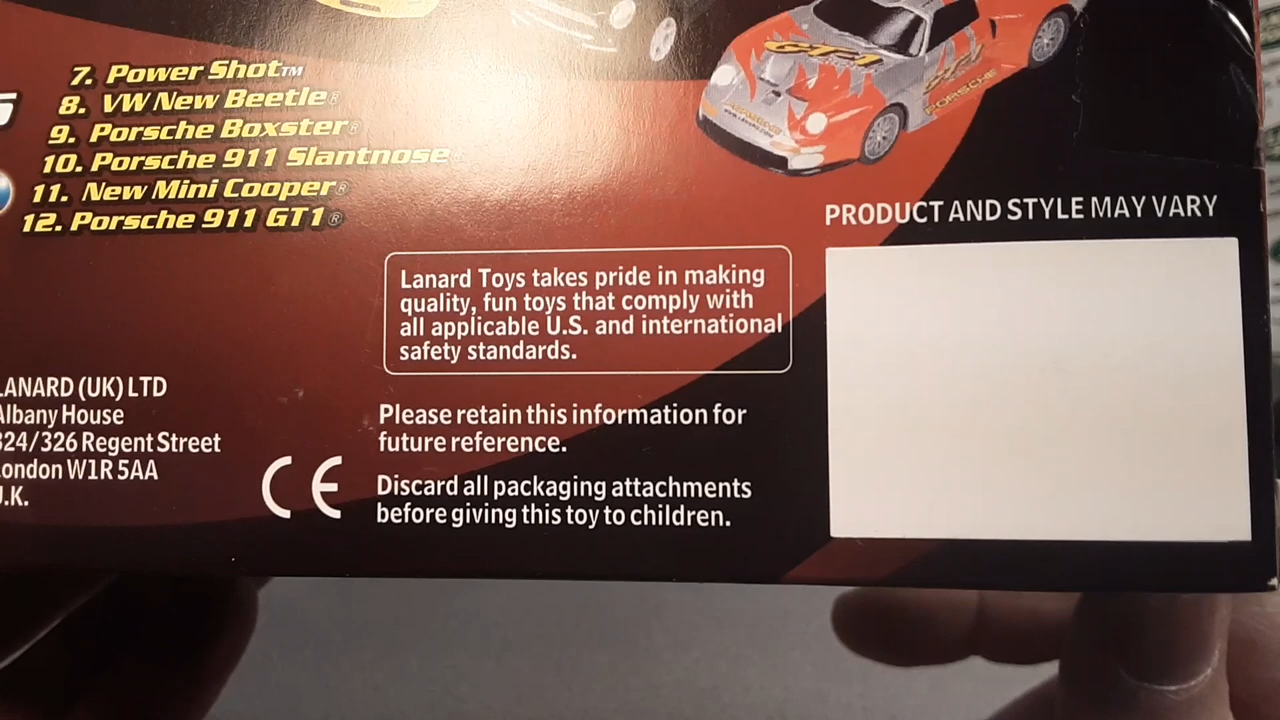 7. Power Shot™
8. VW New Beetle®
9. Porsche Boxster®
10. Porsche 911 Slantnose
11. New Mini Cooper®
12. Porsche 911 GT1®
GT1
GT1
PORSCHE
PRODUCT AND STYLE MAY VARY
Lanard Toys takes pride in making
quality, fun toys that comply with
all applicable U.S. and international
safety standards.
LANARD (UK) LTD
Albany House
324/326 Regent Street
London W1R 5AA
U.K.
CE
Please retain this information for
future reference.
Discard all packaging attachments
before giving this toy to children.